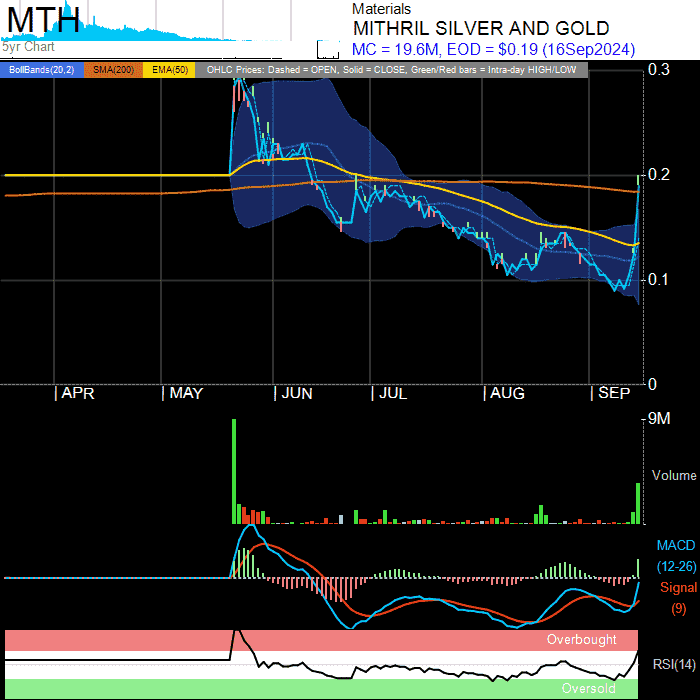 MTH
Materials
MITHRIL SILVER AND GOLD
5yr Chart
MC = 19.6M, EOD = $0.19 (16Sep2024)
BollBands(20,2) SMA(200) EMA(50) OHLC Prices: Dashed = OPEN, Solid = CLOSE, Green/Red bars = Intra-day HIGH/LOW
0.3
0.2
0.1
0
| APR | MAY | JUN | JUL | AUG | SEP
9M
Volume
MACD
(12-26)
Signal
(9)
Overbought
RSI(14)
Oversold